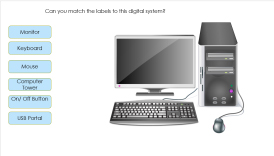 Can you match the labels to this digital system?
Monitor
Keyboard
Mouse
Computer
Tower
On/ Off Button
USB Portal